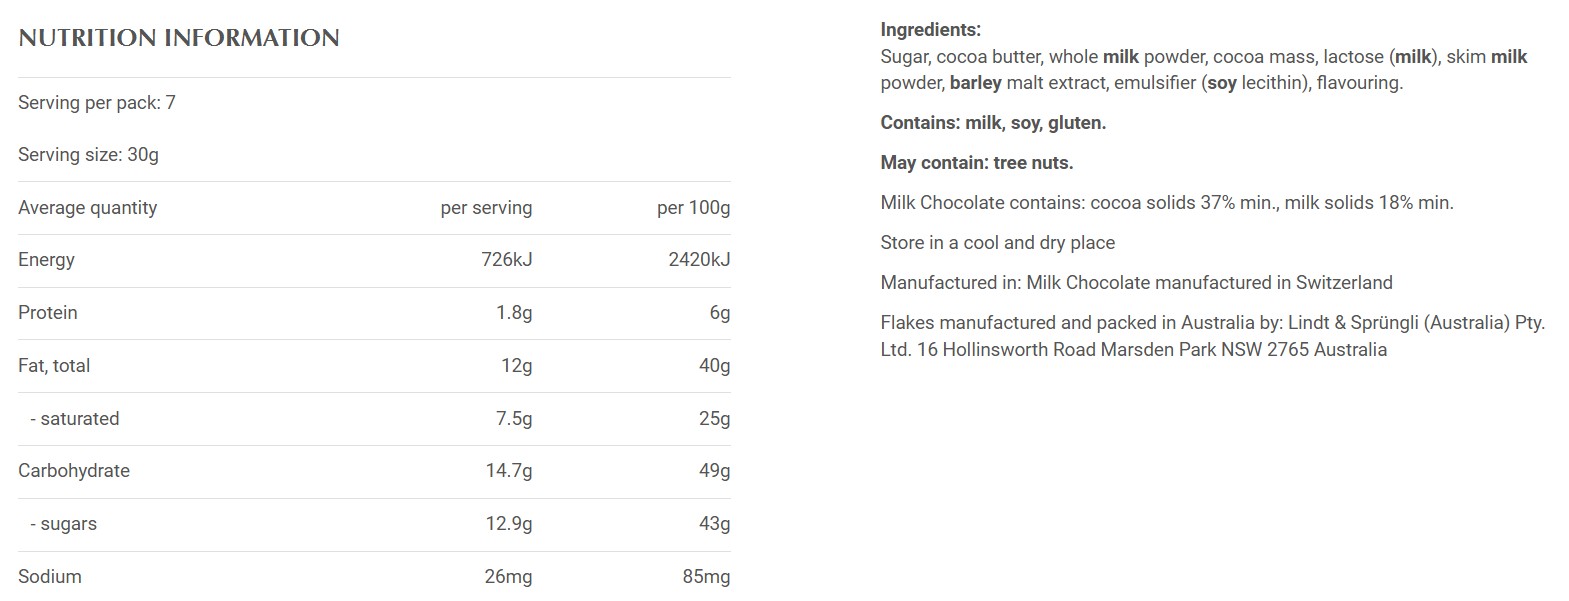 NUTRITION INFORMATION
Serving per pack: 7
Serving size: 30g
Average quantity per serving per 100g
Energy 726kJ 2420kJ
Protein 1.8g 6g
Fat, total 12g 40g
- saturated 7.5g 25g
Carbohydrate 14.7g 49g
- sugars 12.9g 43g
Sodium 26mg 85mg
Ingredients:
Sugar, cocoa butter, whole milk powder, cocoa mass, lactose (milk), skim milk
powder, barley malt extract, emulsifier (soy lecithin), flavouring.
Contains: milk, soy, gluten.
May contain: tree nuts.
Milk Chocolate contains: cocoa solids 37% min., milk solids 18% min.
Store in a cool and dry place
Manufactured in: Milk Chocolate manufactured in Switzerland
Flakes manufactured and packed in Australia by: Lindt & Sprüngli (Australia) Pty.
Ltd. 16 Hollinsworth Road Marsden Park NSW 2765 Australia